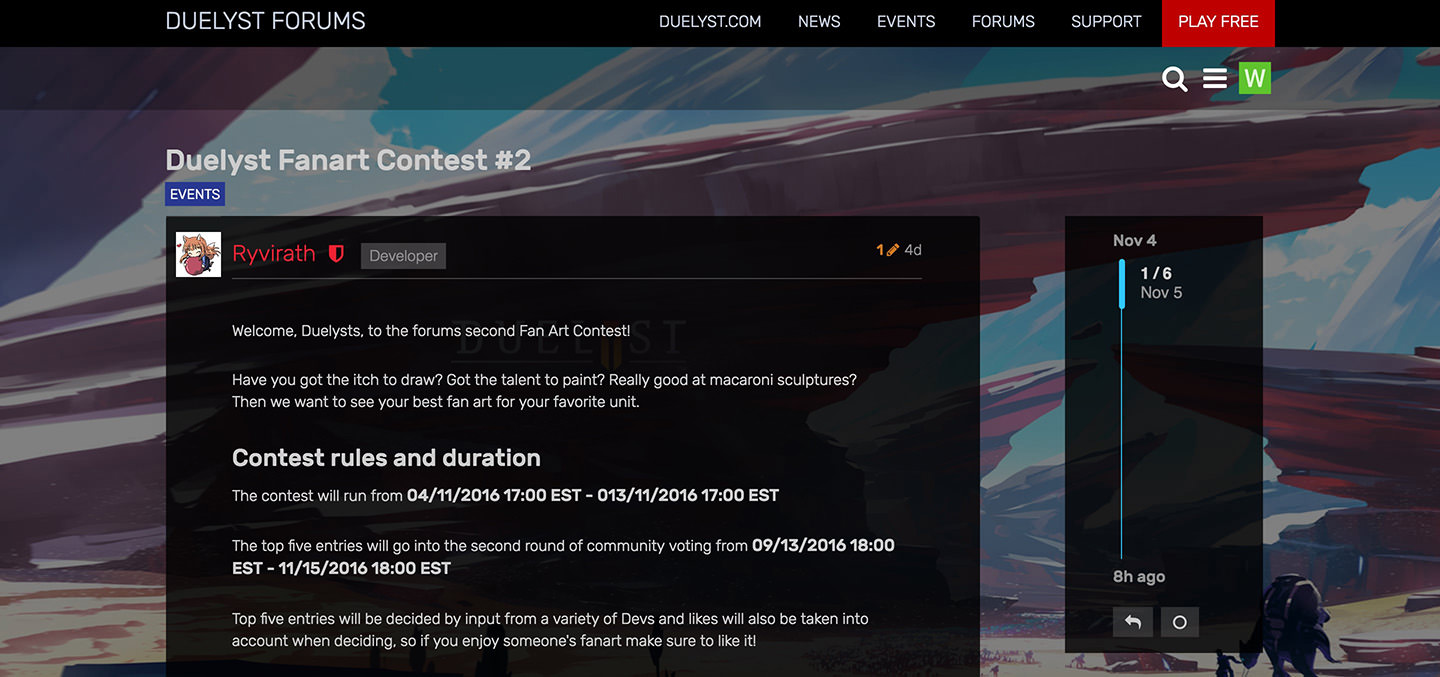 DUELYST FORUMS
DUELYST.COM NEWS EVENTS FORUMS SUPPORT PLAY FREE
W
Duelyst Fanart Contest #2
EVENTS
Ryvirath Developer 1 4d
Welcome, Duelysts, to the forums second Fan Art Contest!
DUELYST
Have you got the itch to draw? Got the talent to paint? Really good at macaroni sculptures?
Then we want to see your best fan art for your favorite unit.
Contest rules and duration
The contest will run from 04/11/2016 17:00 EST - 013/11/2016 17:00 EST
The top five entries will go into the second round of community voting from 09/13/2016 18:00
EST - 11/15/2016 18:00 EST
Top five entries will be decided by input from a variety of Devs and likes will also be taken into
account when deciding, so if you enjoy someone's fanart make sure to like it!
Nov 4
1 / 6
Nov 5
8h ago